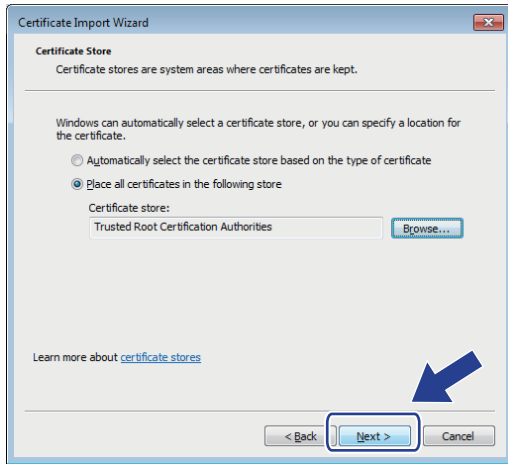 Certificate Import Wizard
Certificate Store
Certificate stores are system areas where certificates are kept.
Windows can automatically select a certificate store, or you can specify a location for
the certificate.
Automatically select the certificate store based on the type of certificate
Place all certificates in the following store
Certificate store:
Trusted Root Certification Authorities
Browse...
Learn more about certificate stores
< Back
Next >
Cancel